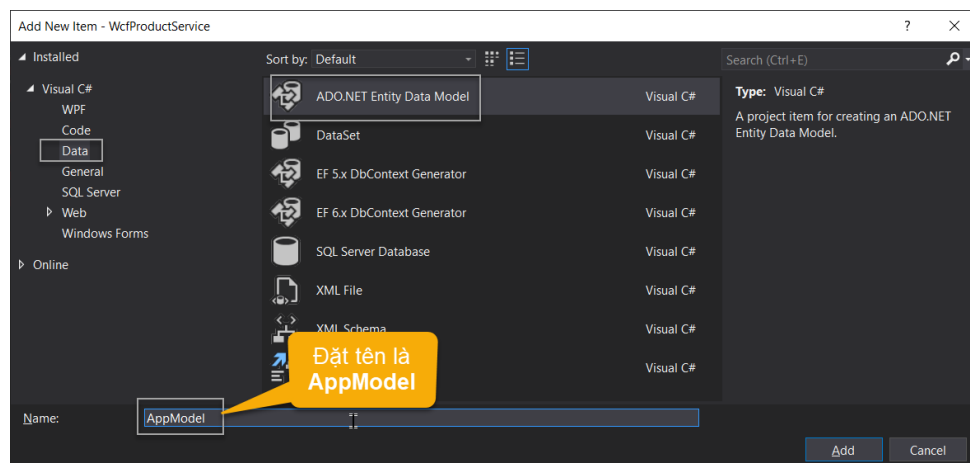 Add New Item - WcfProductService
? ×
Installed
Sort by: Default
Search (Ctrl+E)
Visual C#
WPF
Code
Data
General
SQL Server
Web
Windows Forms
Online
ADO.NET Entity Data Model Visual C#
DataSet Visual C#
EF 5.x DbContext Generator Visual C#
EF 6.x DbContext Generator Visual C#
SQL Server Database Visual C#
XML File Visual C#
XML Schema Visual C#
Visual C#
Type: Visual C#
A project item for creating an ADO.NET
Entity Data Model.
Đặt tên là
AppModel
Name: AppModel
Add Cancel